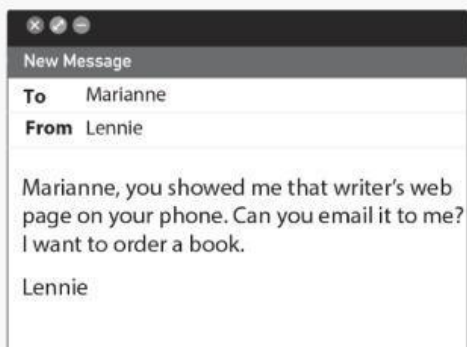 New Message
To Marianne
From Lennie
Marianne, you showed me that writer's web
page on your phone. Can you email it to me?
I want to order a book.
Lennie